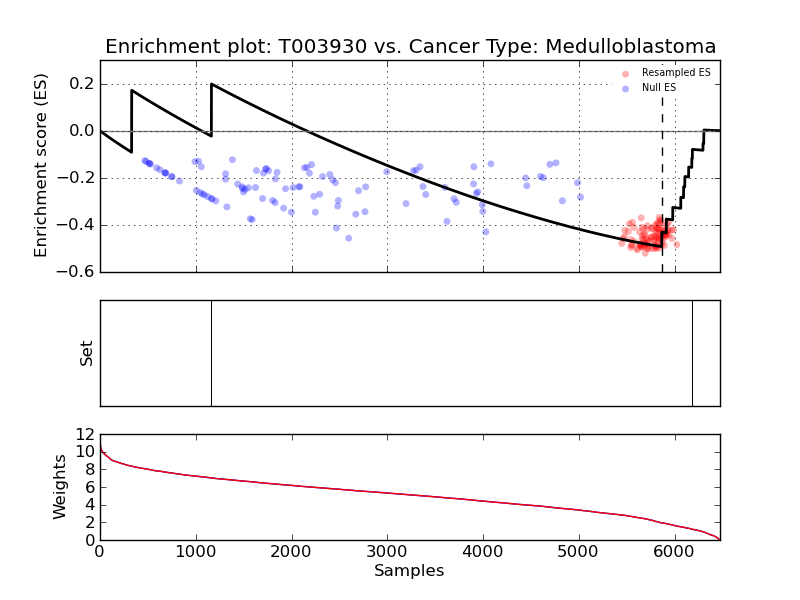 Enrichment plot: T003930 vs. Cancer Type: Medulloblastoma
Enrichment score (ES)
0.2
0.0
−0.2
−0.4
−0.6
Resampled ES
Null ES
Set
Weights
12
10
8
6
4
2
0
0 1000 2000 3000 4000 5000 6000
Samples